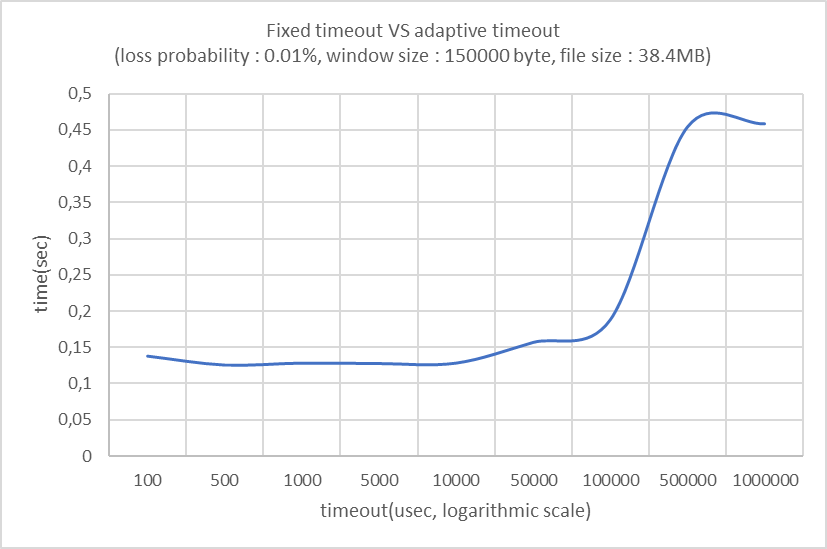 Fixed timeout VS adaptive timeout
(loss probability : 0.01%, window size : 150000 byte, file size : 38.4MB)
0,5
0,45
0,4
0,35
0,3
0,25
0,2
0,15
0,1
0,05
0
time(sec)
100 500 1000 5000 10000 50000 100000 500000 1000000
timeout(usec, logarithmic scale)